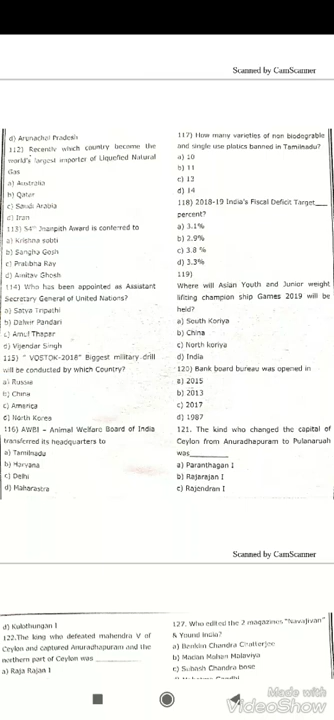 Scanned by CamScanner
d) Arunachal Pradesh
112) Recently which country become the
world's largest importer of Liquefied Natural
Gas
a) Australia
b) Qatar
c) Saudi Arabia
d) Iran
113) 54th Jnanpith Award is conferred to
a) Krishna sobti
b) Sangha Gosh
c) Pratibha Ray
d) Amitav Ghosh
114) Who has been appointed as Assistant
Secretary General of United Nations?
a) Satya Tripathi
b) Dalvir Pandari
c) Amul Thapar
d) Vijendar Singh
115) " VOSTOK-2018" Biggest military drill
will be conducted by which Country?
a) Russia
b) China
c) America
d) North Korea
116) AWBI – Animal Welfare Board of India
transferred its headquarters to
a) Tamilnadu
b) Haryana
c) Delhi
d) Maharastra
117) How many varieties of non biodegrable
and single use platics banned in Tamilnadu?
a) 10
b) 11
c) 12
d) 14
118) 2018-19 India's Fiscal Deficit Target___
percent?
a) 3.1%
b) 2.9%
c) 3.8 %
d) 3.3%
119)
Where will Asian Youth and Junior weight
lifting champion ship Games 2019 will be
held?
a) South Koriya
b) China
c) North koriya
d) India
120) Bank board bureau was opened in
a) 2015
b) 2013
c) 2017
d) 1987
121. The kind who changed the capital of
Ceylon from Anuradhapuram to Pulanaruah
was_________
a) Paranthagan I
b) Rajarajan I
c) Rajendran I
Scanned by CamScanner
d) Kulothungan I
122.The king who defeated mahendra V of
Ceylon and captured Anuradhapuram and the
northern part of Ceylon was _________
a) Raja Rajan I
127. Who edited the 2 magazines "Navajivan"
& Yound India?
a) Bankin Chandra Chatterjee
b) Madan Mohan Malaviya
c) Subash Chandra bose
Made with
VideoShow